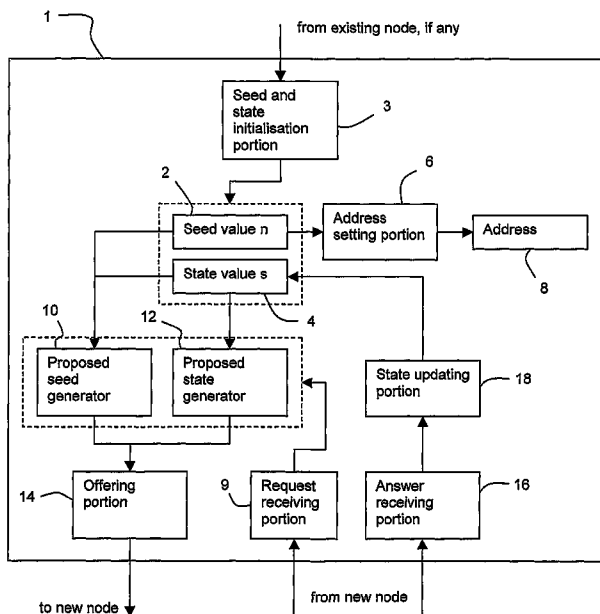 1
from existing node, if any
Seed and
state
initialisation
portion
3
2
6
Seed value n
Address
setting portion
Address
State value s
8
4
10
12
Proposed
seed
generator
Proposed
state
generator
State updating
portion
18
14
Offering
portion
9
Request
receiving
portion
Answer
receiving
portion
16
to new node
from new node